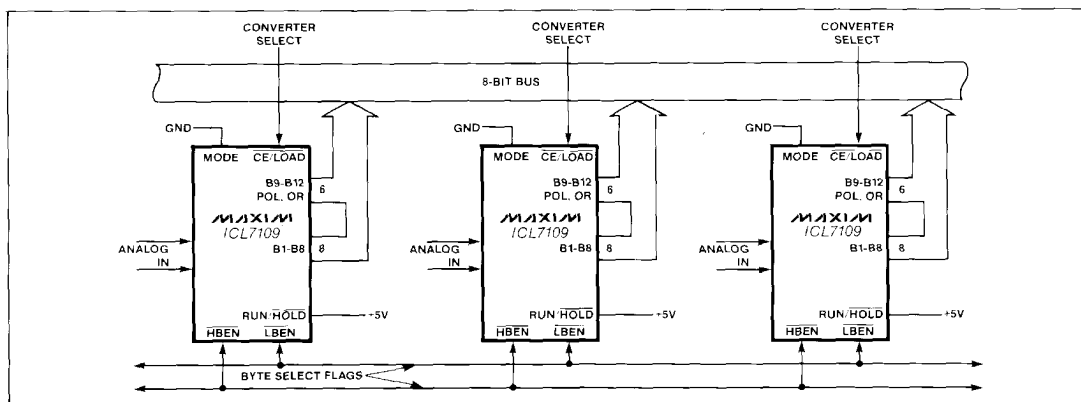 CONVERTER
SELECT
CONVERTER
SELECT
CONVERTER
SELECT
8-BIT BUS
GND
MODE
CE/LOAD
B9-B12
6
POL, OR
MAXIM
ICL7109
ANALOG
IN
B1-B8
8
RUN/HOLD
+5V
HBEN
LBEN
GND
MODE
CE/LOAD
B9-B12
6
POL, OR
MAXIM
ICL7109
ANALOG
IN
B1-B8
8
RUN/HOLD
+5V
HBEN
LBEN
GND
MODE
CE/LOAD
B9-B12
6
POL, OR
MAXIM
ICL7109
ANALOG
IN
B1-B8
8
RUN/HOLD
+5V
HBEN
LBEN
BYTE SELECT FLAGS